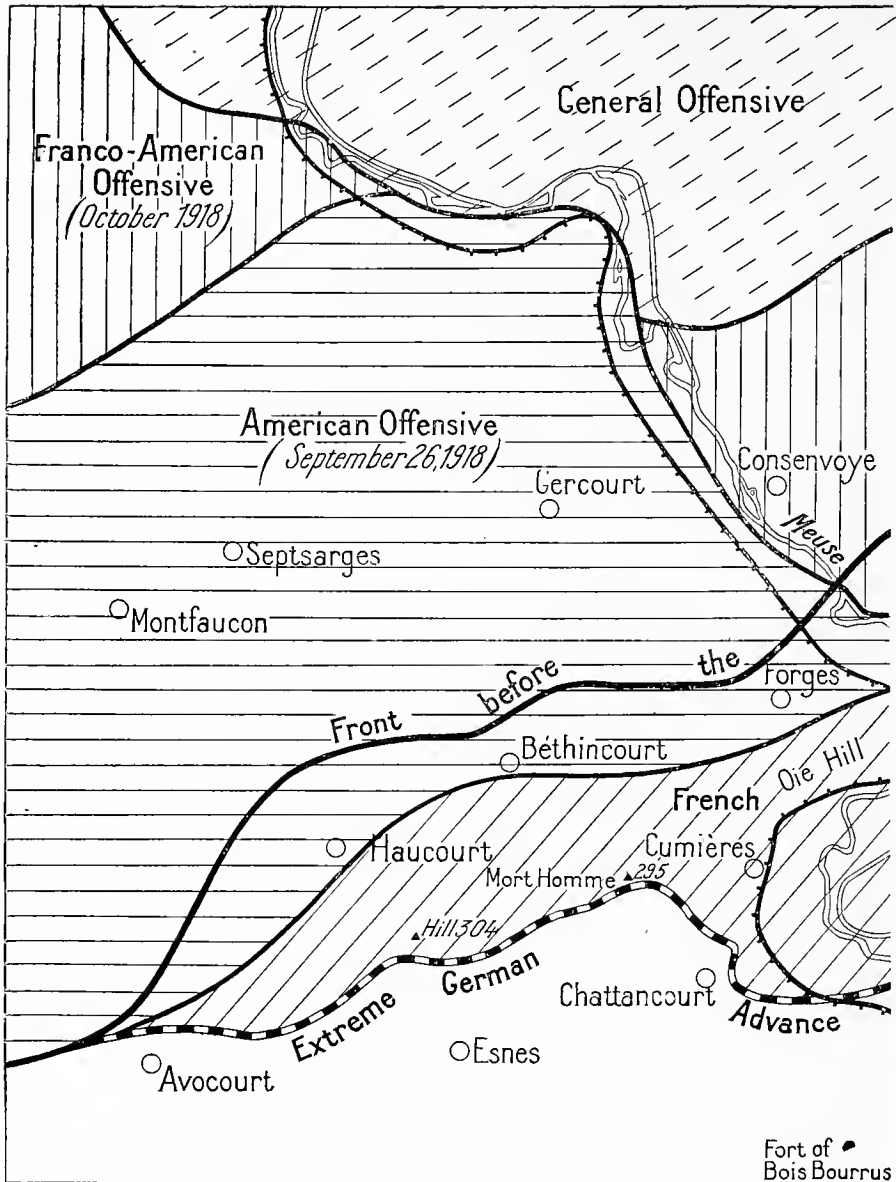 General Offensive
Franco-American
Offensive
(October 1918)
American Offensive
(September 26, 1918)
Consenvoye
Gercourt
Meuse
Septsarges
Montfaucon
Front before the
Forges
Béthincourt
French
Oie Hill
Haucourt
Cumières
Mort Homme 295
Hill 304
Extreme German Advance
Chattancourt
Esnes
Avocourt
Fort of
Bois Bourrus